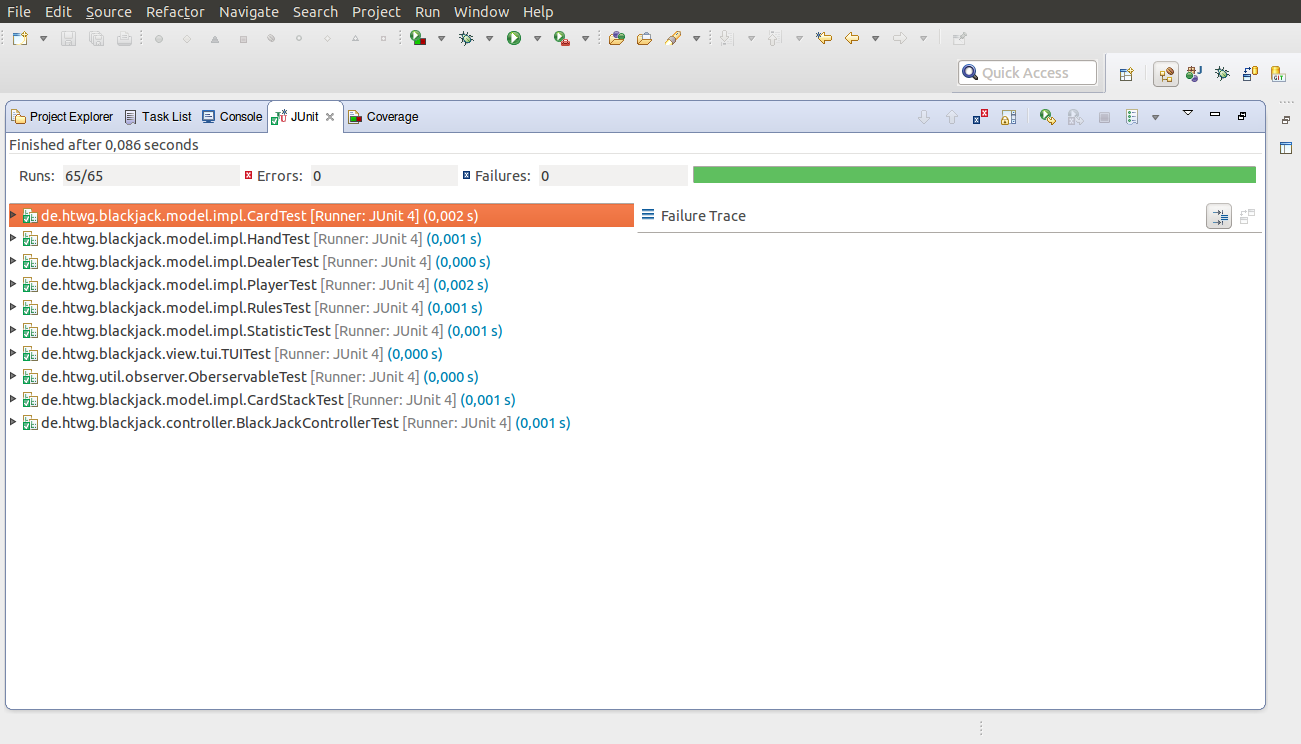 File Edit Source Refactor Navigate Search Project Run Window Help
Quick Access
Project Explorer Task List Console JUnit Coverage
Finished after 0,086 seconds
Runs: 65/65 Errors: 0 Failures: 0
de.htwg.blackjack.model.impl.CardTest [Runner: JUnit 4] (0,002 s)
Failure Trace
de.htwg.blackjack.model.impl.HandTest [Runner: JUnit 4] (0,001 s)
de.htwg.blackjack.model.impl.DealerTest [Runner: JUnit 4] (0,000 s)
de.htwg.blackjack.model.impl.PlayerTest [Runner: JUnit 4] (0,002 s)
de.htwg.blackjack.model.impl.RulesTest [Runner: JUnit 4] (0,001 s)
de.htwg.blackjack.model.impl.StatisticTest [Runner: JUnit 4] (0,001 s)
de.htwg.blackjack.view.tui.TUITest [Runner: JUnit 4] (0,000 s)
de.htwg.util.observer.OberservableTest [Runner: JUnit 4] (0,000 s)
de.htwg.blackjack.model.impl.CardStackTest [Runner: JUnit 4] (0,001 s)
de.htwg.blackjack.controller.BlackJackControllerTest [Runner: JUnit 4] (0,001 s)